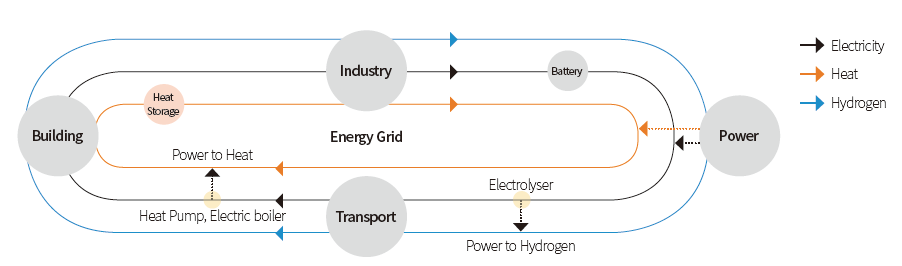 Industry
Battery
Heat
Storage
Building
Energy Grid
Power
Power to Heat
Heat Pump, Electric boiler
Electrolyser
Transport
Power to Hydrogen
Electricity
Heat
Hydrogen